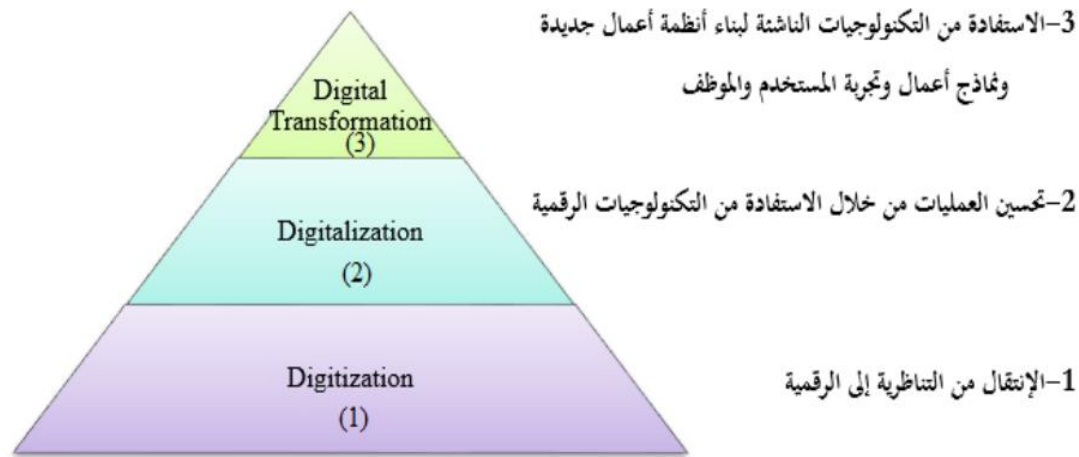 3-الاستفادة من التكنولوجيات الناشئة لبناء أنظمة أعمال جديدة
ونماذج أعمال وتجربة المستخدم والموظف
Digital
Transformation
(3)
2-تحسين العمليات من خلال الاستفادة من التكنولوجيات الرقمية
Digitalization
(2)
1-الإنتقال من التناظرية إلى الرقمية
Digitization
(1)